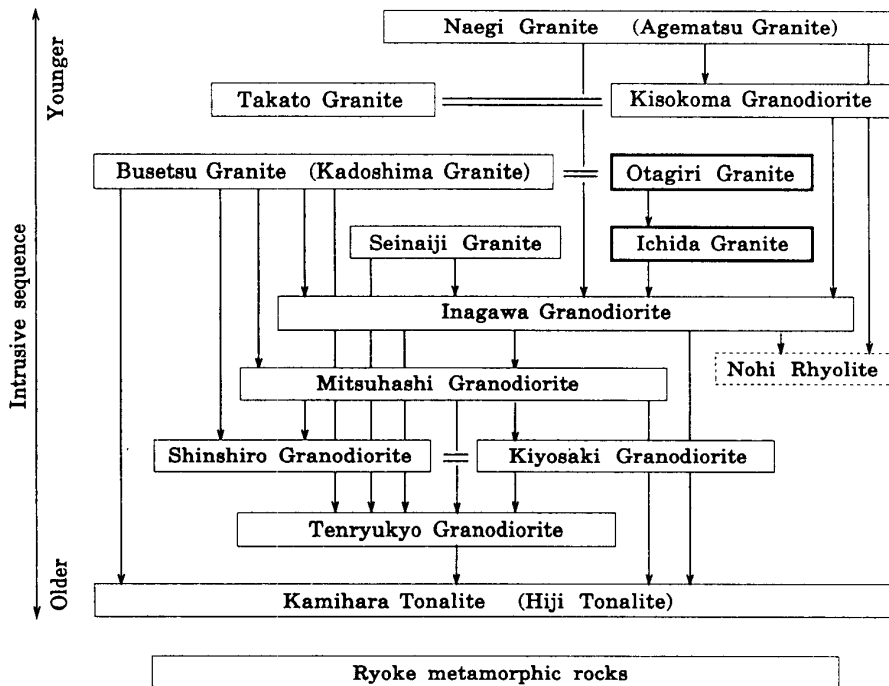 Naegi Granite (Agematsu Granite)
Takato Granite
Kisokoma Granodiorite
Busetsu Granite (Kadoshima Granite)
Otagiri Granite
Seinaiji Granite
Ichida Granite
Inagawa Granodiorite
Nohi Rhyolite
Mitsuhashi Granodiorite
Shinshiro Granodiorite
Kiyosaki Granodiorite
Tenryukyo Granodiorite
Kamihara Tonalite (Hiji Tonalite)
Ryoke metamorphic rocks
Younger
Intrusive sequence
Older